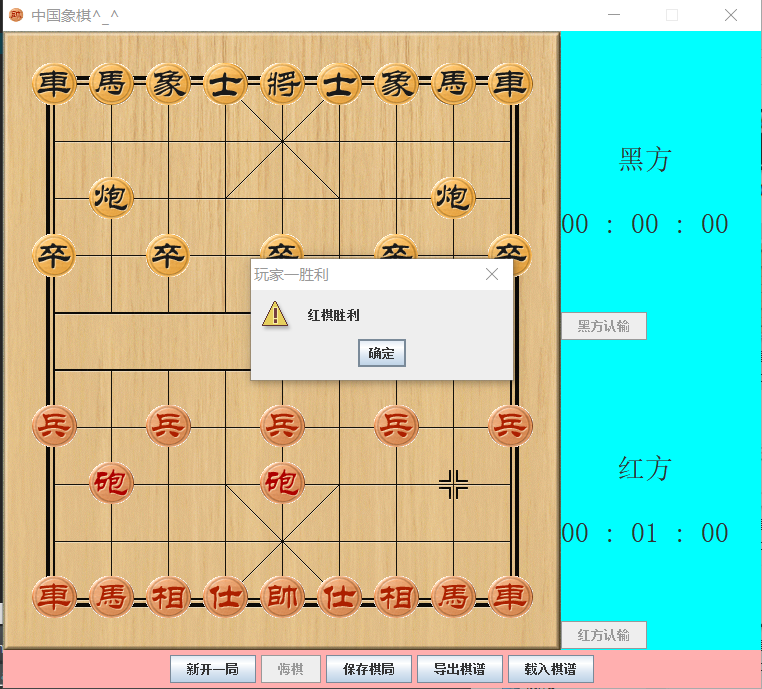 中国象棋^_^
車馬象士將士象馬車
炮炮
卒卒卒卒卒
玩家一胜利
红棋胜利
确定
兵兵兵兵兵
砲砲
車馬相仕帥仕相馬車
黑方
00 : 00 : 00
黑方认输
红方
00 : 01 : 00
红方认输
新开一局
悔棋
保存棋局
导出棋谱
载入棋谱